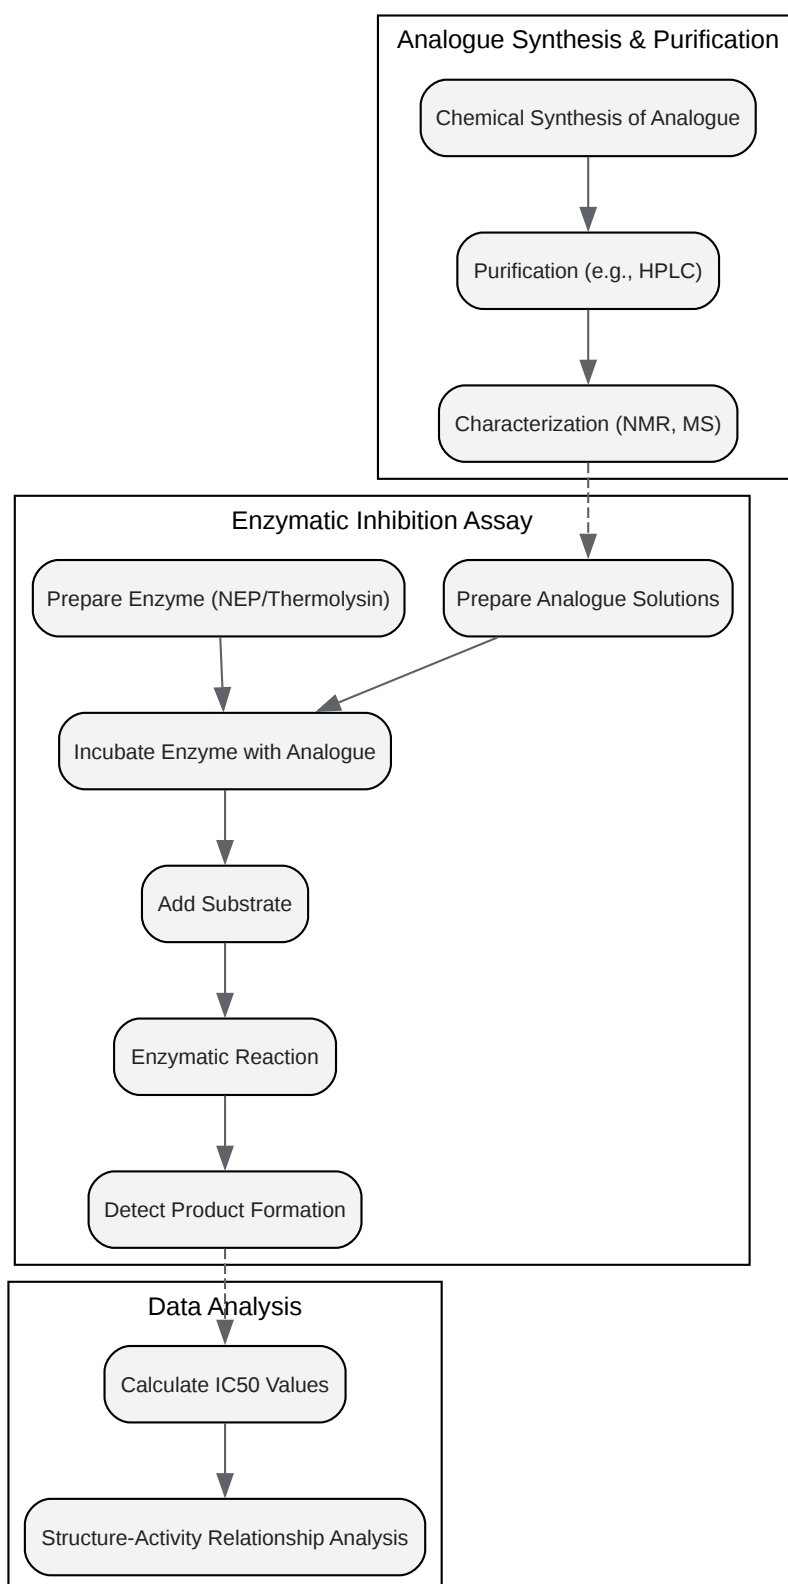 Analogue Synthesis & Purification
Chemical Synthesis of Analogue
Purification (e.g., HPLC)
Characterization (NMR, MS)
Enzymatic Inhibition Assay
Prepare Enzyme (NEP/Thermolysin)
Prepare Analogue Solutions
Incubate Enzyme with Analogue
Add Substrate
Enzymatic Reaction
Detect Product Formation
Data Analysis
Calculate IC50 Values
Structure-Activity Relationship Analysis